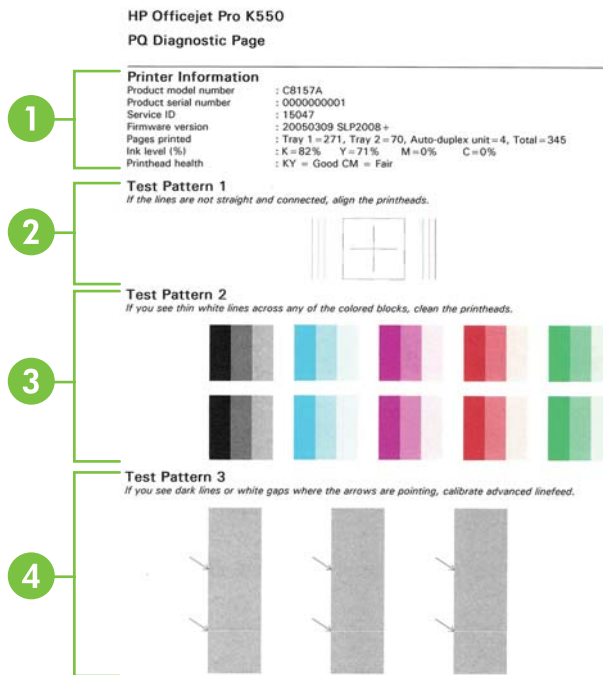 HP Officejet Pro K550
PQ Diagnostic Page
1
Printer Information
Product model number : C8157A
Product serial number : 0000000001
Service ID : 15047
Firmware version : 20050309 SLP2008+
Pages printed : Tray 1=271, Tray 2=70, Auto-duplex unit=4, Total=345
Ink level (%) : K=82% Y=71% M=0% C=0%
Printhead health : KY = Good CM = Fair
2
Test Pattern 1
If the lines are not straight and connected, align the printheads.
3
Test Pattern 2
If you see thin white lines across any of the colored blocks, clean the printheads.
4
Test Pattern 3
If you see dark lines or white gaps where the arrows are pointing, calibrate advanced linefeed.